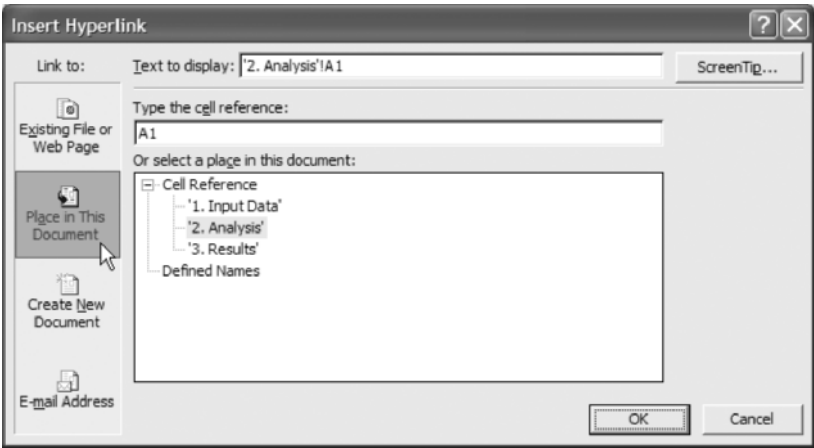 Insert Hyperlink
Link to:
Text to display: '2. Analysis'!A1
ScreenTip...
Existing File or
Web Page
Place in This
Document
Create New
Document
E-mail Address
Type the cell reference:
A1
Or select a place in this document:
Cell Reference
'1. Input Data'
'2. Analysis'
'3. Results'
Defined Names
OK
Cancel